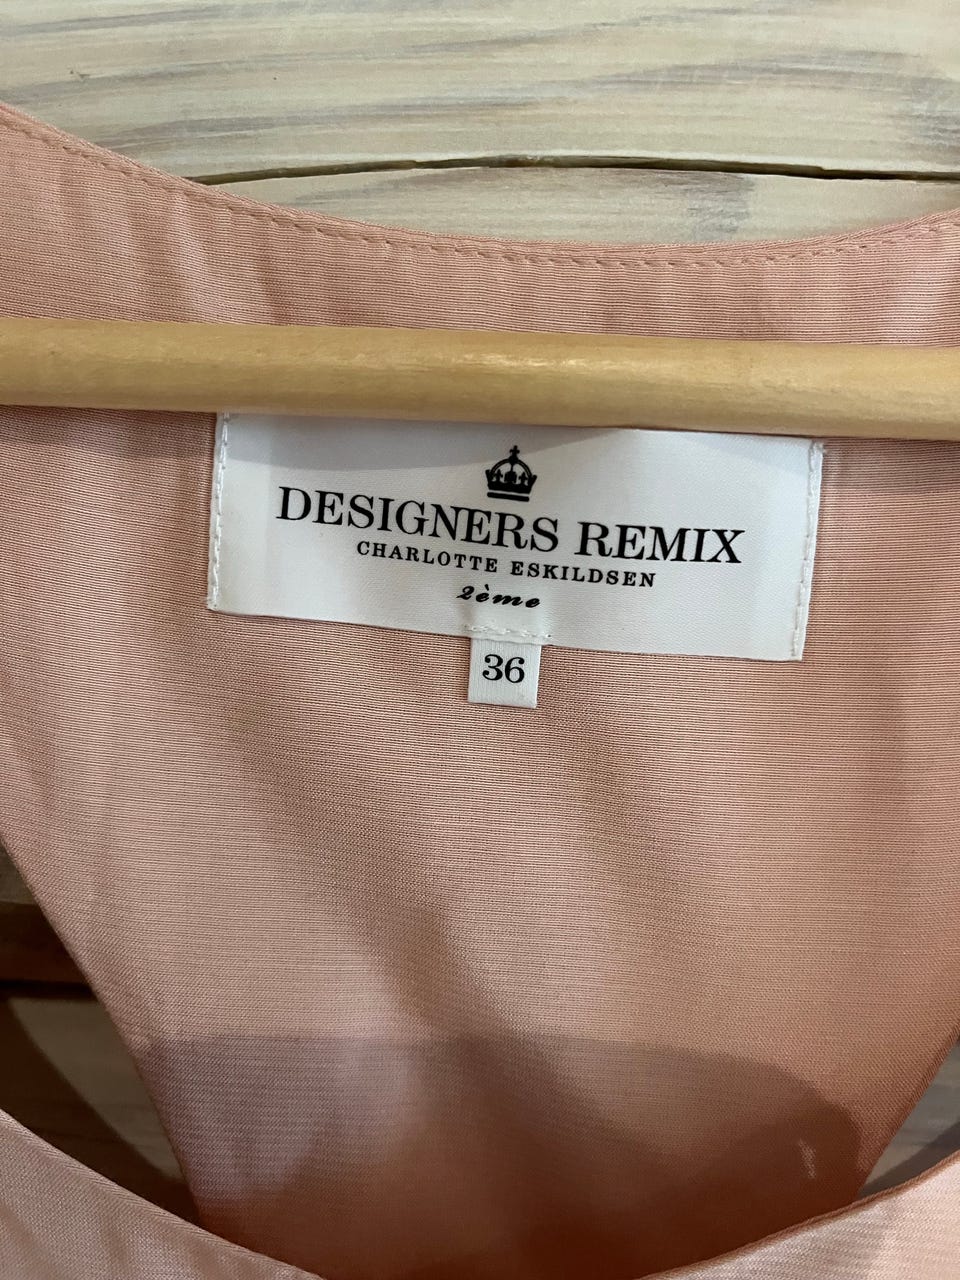 DESIGNERS REMIX
CHARLOTTE ESKILDSEN
2ème
36